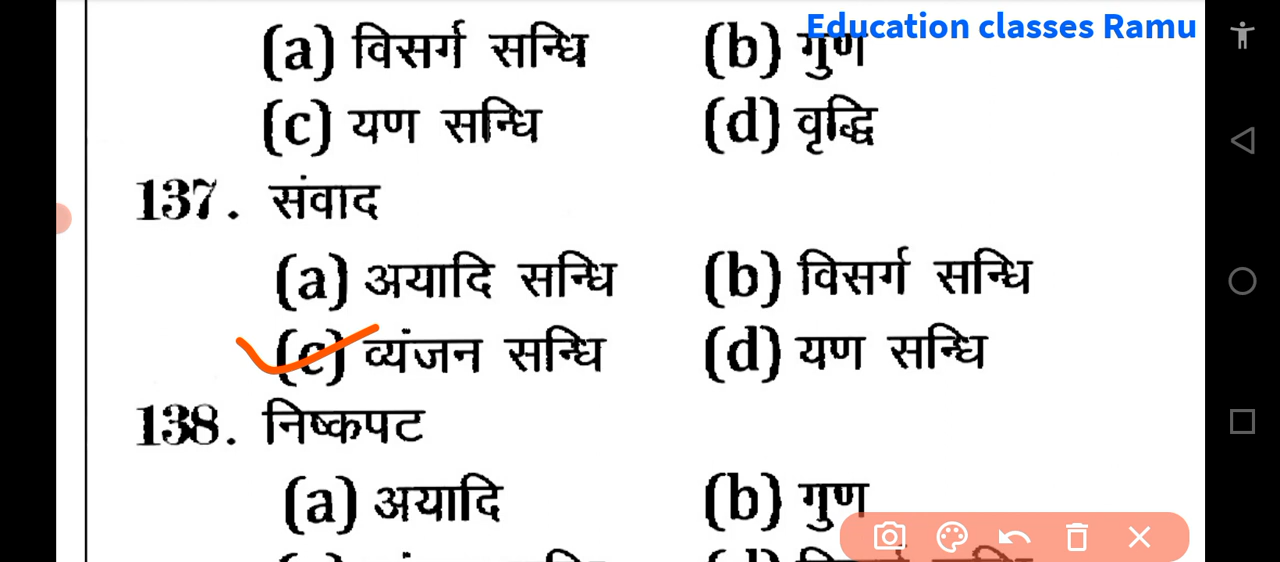 Education classes Ramu
(a) विसर्ग सन्धि (b) गुण
(c) यण सन्धि (d) वृद्धि
137. संवाद
(a) अयादि सन्धि (b) विसर्ग सन्धि
(c) व्यंजन सन्धि (d) यण सन्धि
138. निष्कपट
(a) अयादि (b) गुण